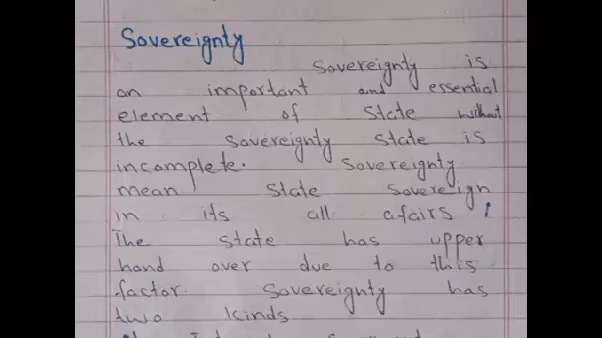 Sovereignty
Sovereignty is
an important and essential
element of State without
the sovereignty state is
incomplete. Sovereignty
mean State Sovereign
in its all afairs !
The state has upper
hand over due to this
factor. Sovereignty has
two kinds